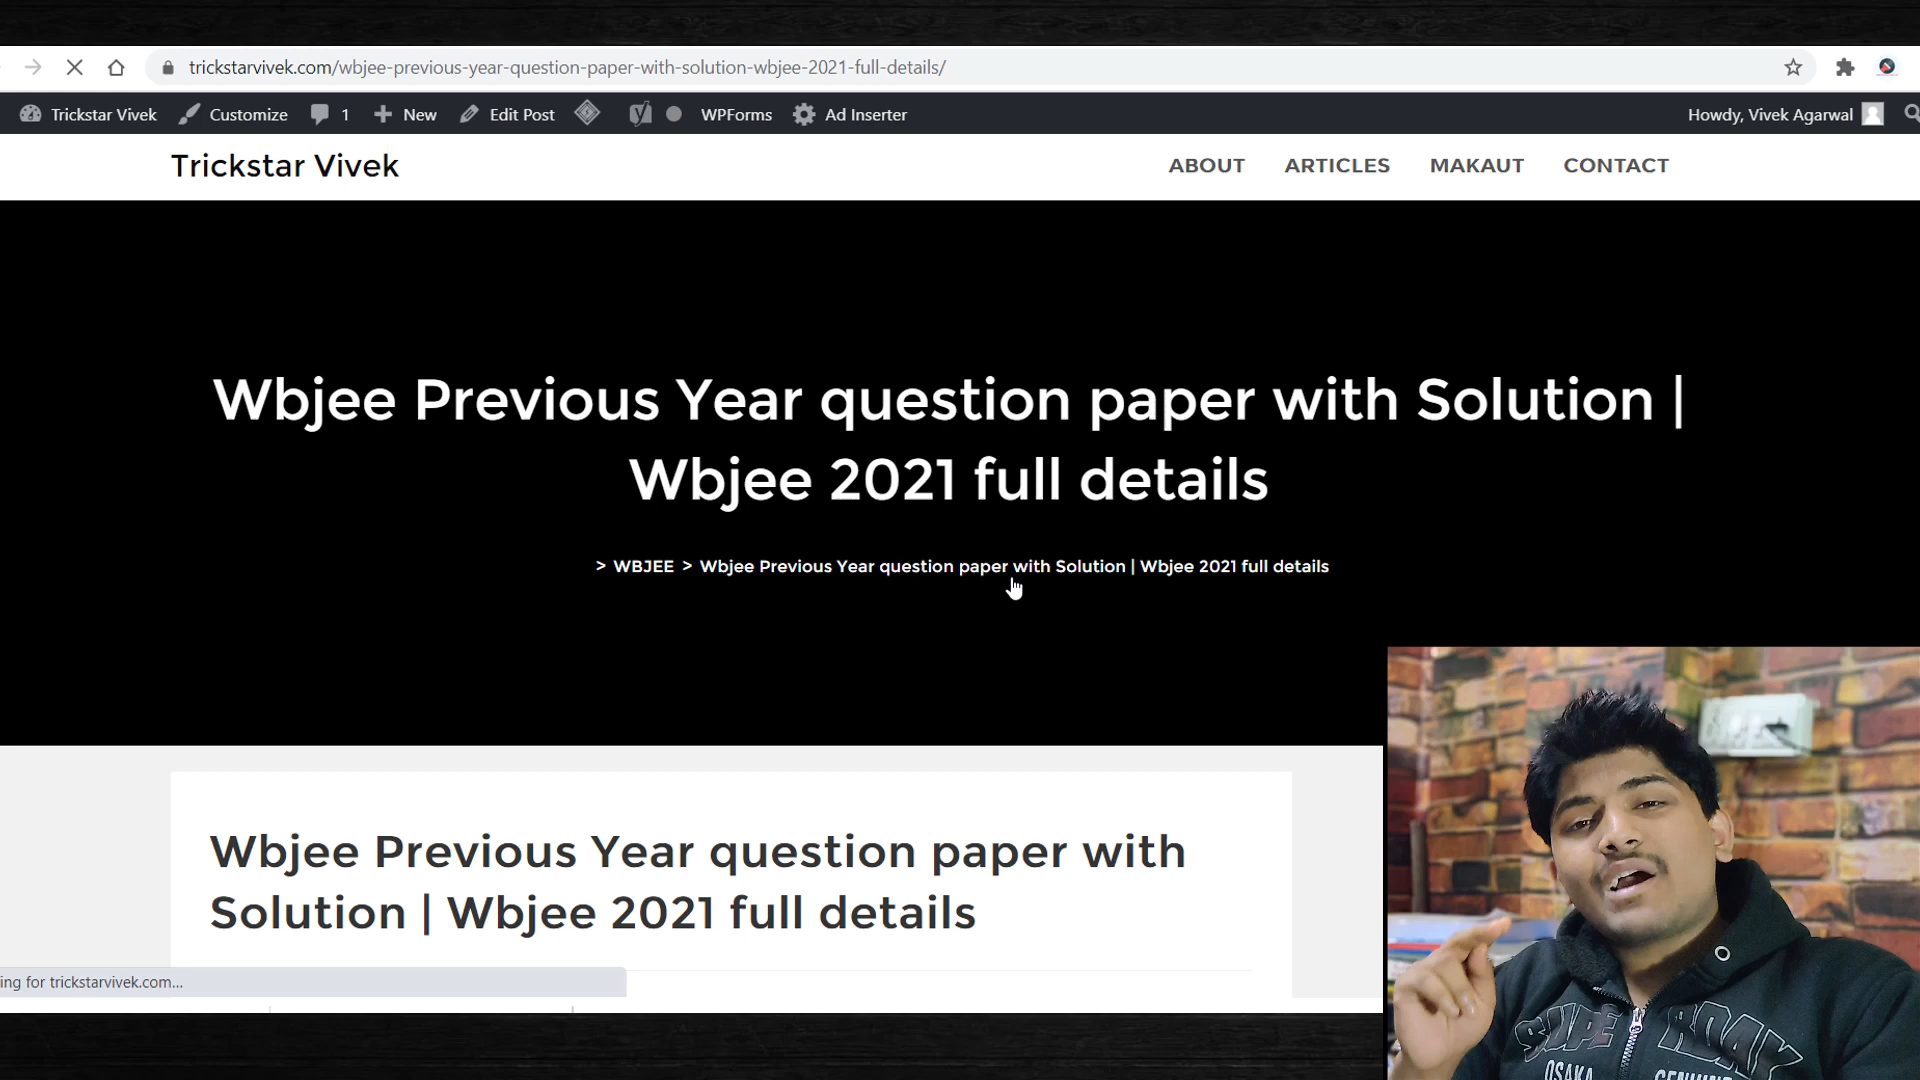 trickstarvivek.com/wbjee-previous-year-question-paper-with-solution-wbjee-2021-full-details/
Trickstar Vivek Customize 1 New Edit Post WPForms Ad Inserter Howdy, Vivek Agarwal
Trickstar Vivek ABOUT ARTICLES MAKAUT CONTACT
Wbjee Previous Year question paper with Solution |
Wbjee 2021 full details
> WBJEE > Wbjee Previous Year question paper with Solution | Wbjee 2021 full details
Wbjee Previous Year question paper with
Solution | Wbjee 2021 full details
ing for trickstarvivek.com...
OSAKA